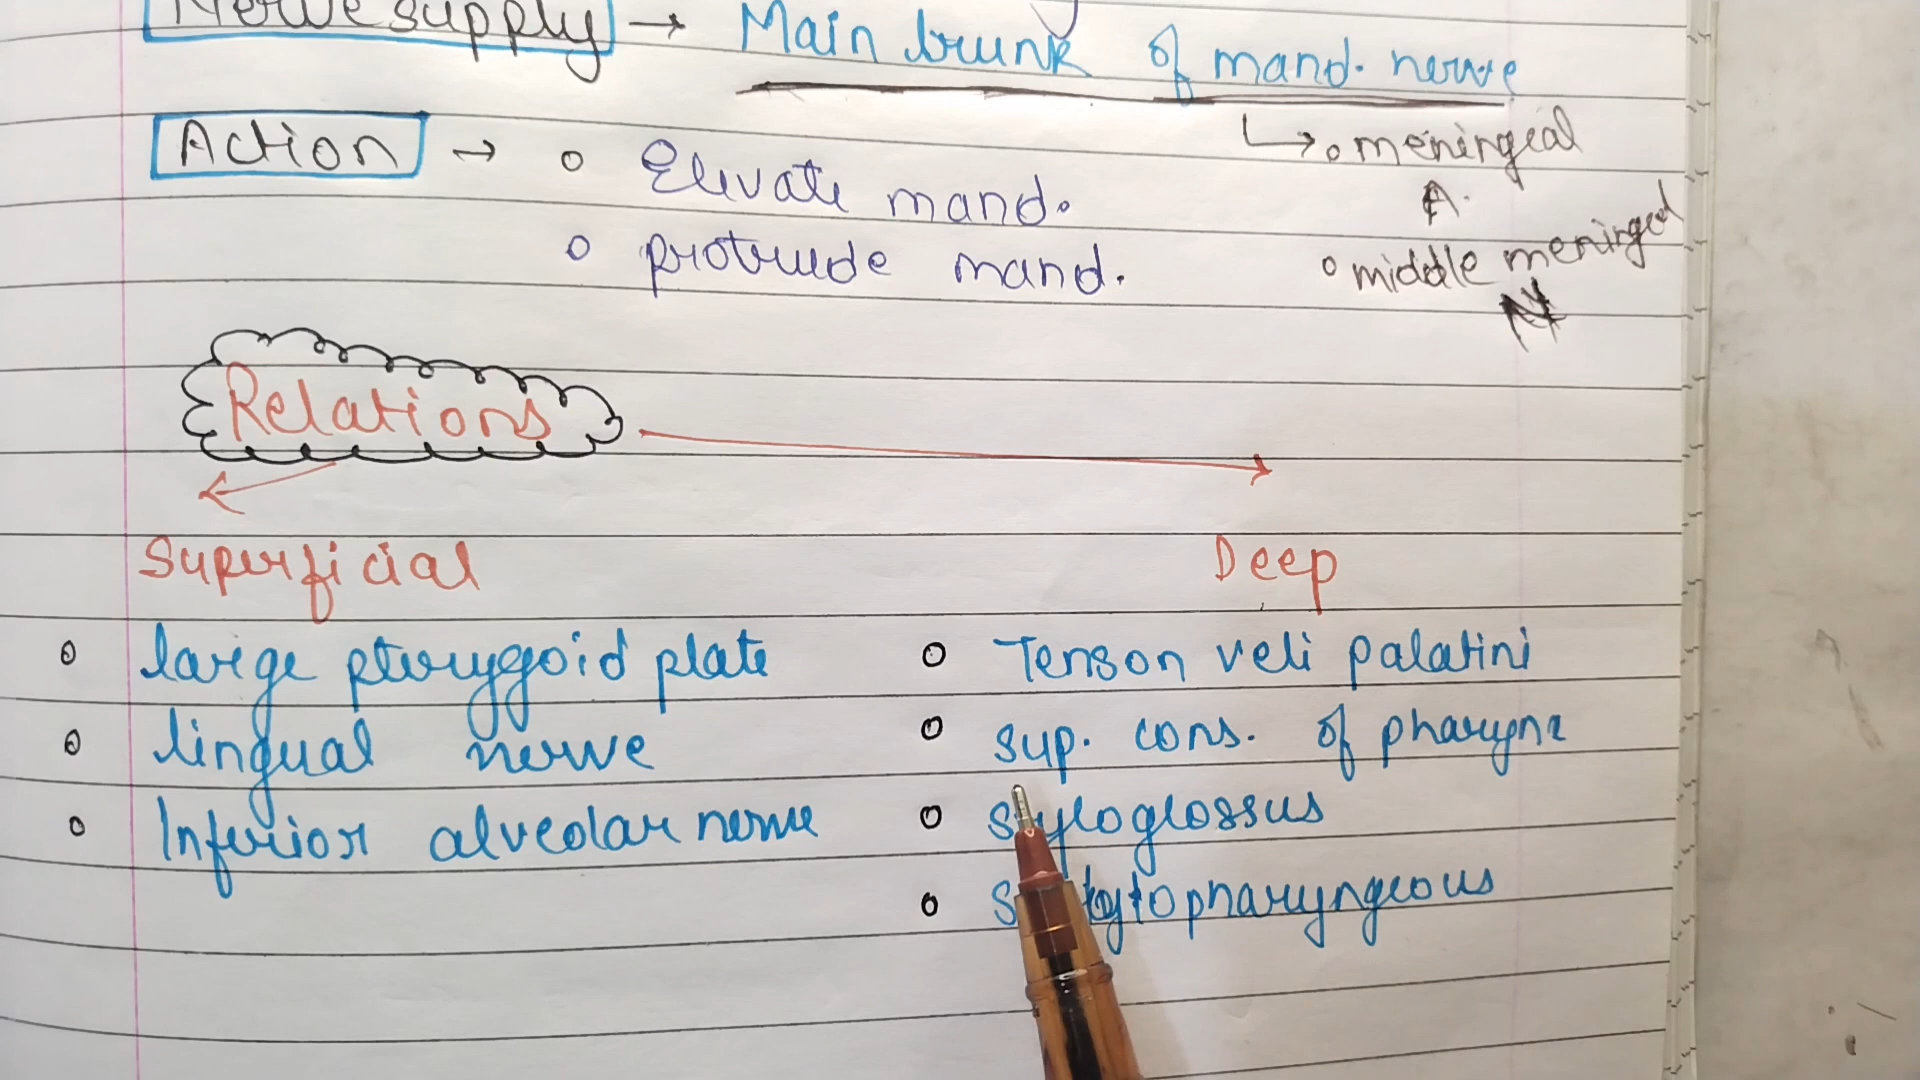 Nerve supply → Main trunk of mand. nerve
Action → o Elevate mand.
↳ o meningeal
A.
o protrude mand.
o middle meningeal
N
Relations
Superficial
Deep
o large pterygoid plate
o Tenson veli palatini
o lingual nerve
o sup. cons. of pharynx
o Inferior alveolar nerve
o styloglossus
o